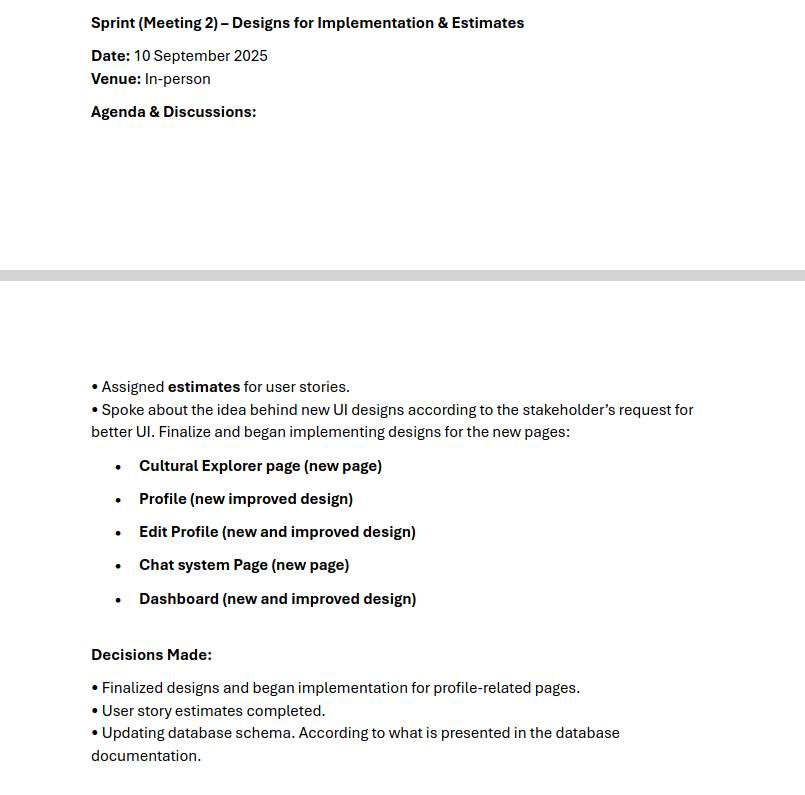 Sprint (Meeting 2) – Designs for Implementation & Estimates
Date: 10 September 2025
Venue: In-person
Agenda & Discussions:
• Assigned estimates for user stories.
• Spoke about the idea behind new UI designs according to the stakeholder’s request for
better UI. Finalize and began implementing designs for the new pages:
• Cultural Explorer page (new page)
• Profile (new improved design)
• Edit Profile (new and improved design)
• Chat system Page (new page)
• Dashboard (new and improved design)
Decisions Made:
• Finalized designs and began implementation for profile-related pages.
• User story estimates completed.
• Updating database schema. According to what is presented in the database
documentation.